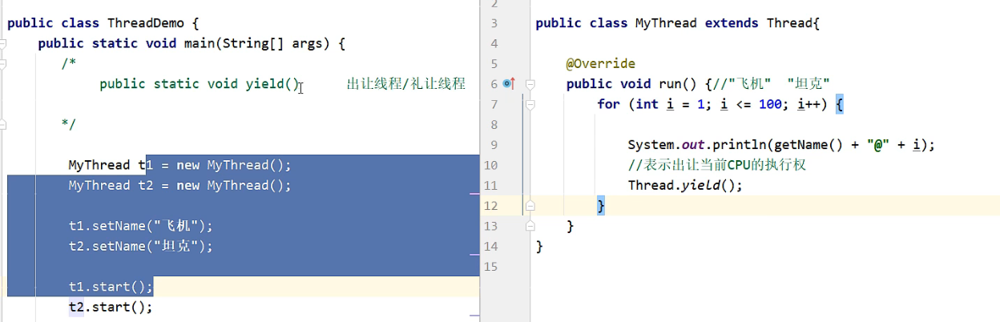 public class ThreadDemo {
public static void main(String[] args) {
/*
public static void yield() 出让线程/礼让线程
*/
MyThread t1 = new MyThread();
MyThread t2 = new MyThread();
t1.setName("飞机");
t2.setName("坦克");
t1.start();
t2.start();
2
3 public class MyThread extends Thread{
4
5 @Override
6 public void run() {//"飞机" "坦克"
7 for (int i = 1; i <= 100; i++) {
8
9 System.out.println(getName() + "@" + i);
10 //表示出让当前CPU的执行权
11 Thread.yield();
12 }
13 }
14 }
15